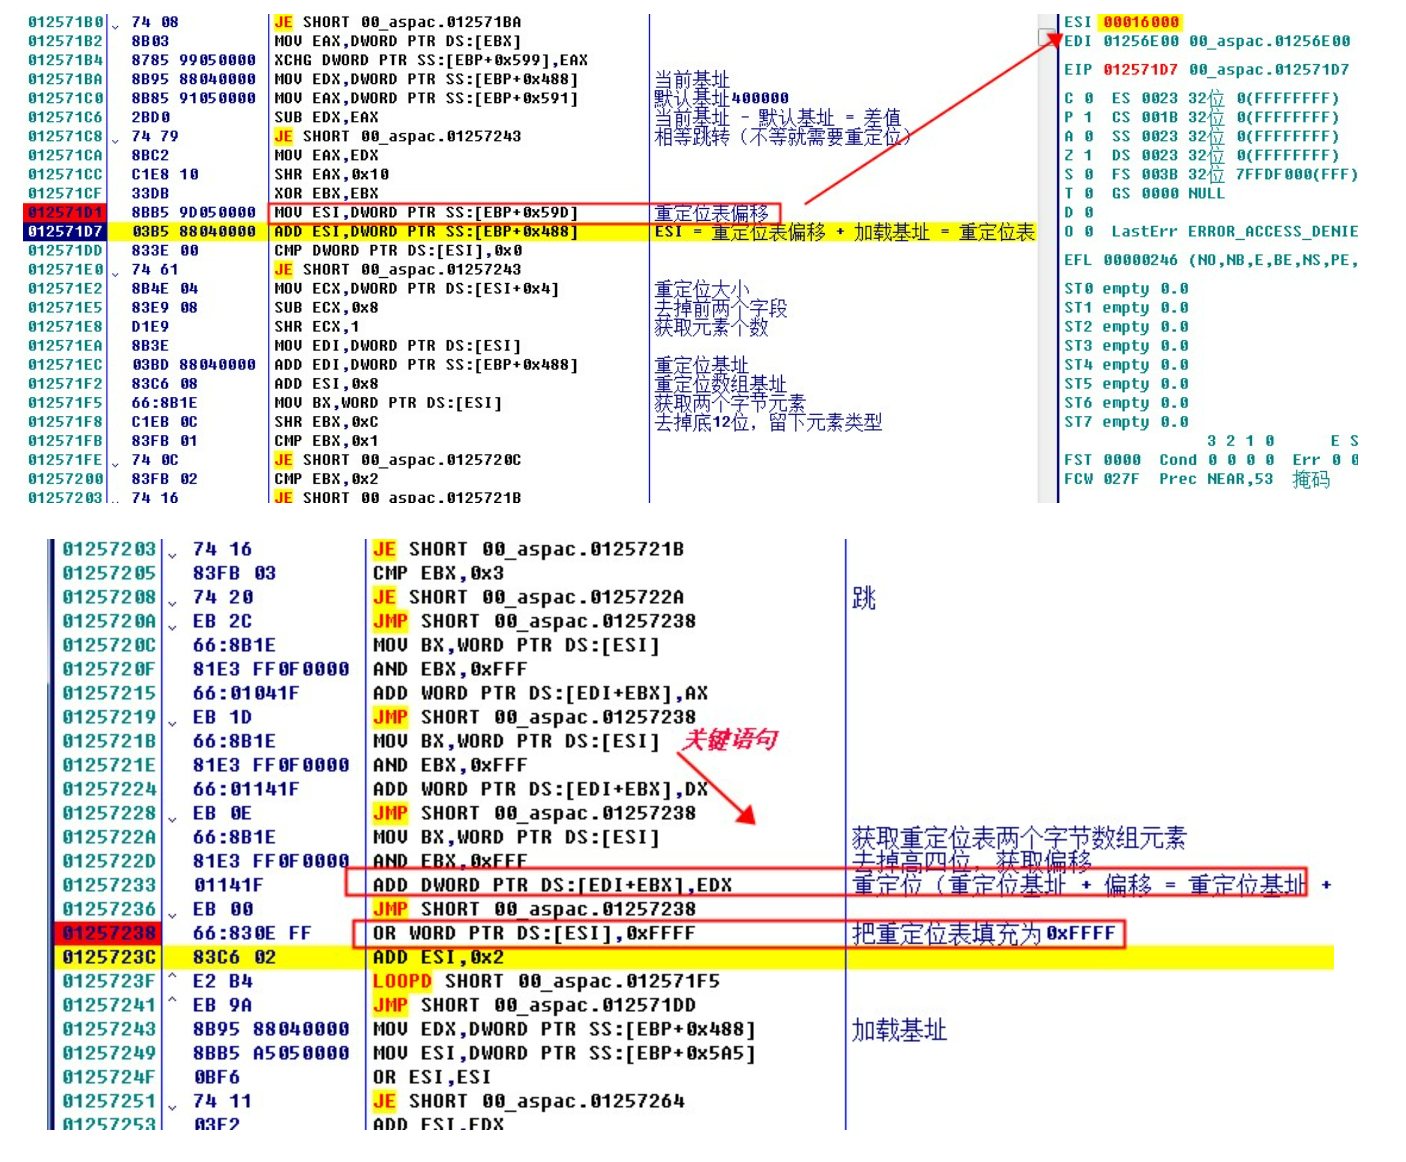 012571B0 74 08 JE SHORT 00_aspac.012571BA
012571B2 8B03 MOV EAX,DWORD PTR DS:[EBX]
012571B4 8785 99050000 XCHG DWORD PTR SS:[EBP+0x599],EAX
012571BA 8B95 88040000 MOV EDX,DWORD PTR SS:[EBP+0x488] 当前基址
012571C0 8B85 91050000 MOV EAX,DWORD PTR SS:[EBP+0x591] 默认基址400000
012571C6 2BD0 SUB EDX,EAX 当前基址 - 默认基址 = 差值
012571C8 74 79 JE SHORT 00_aspac.01257243 相等跳转（不等就需要重定位）
012571CA 8BC2 MOV EAX,EDX
012571CC C1E8 10 SHR EAX,0x10
012571CF 33DB XOR EBX,EBX
012571D1 8BB5 9D050000 MOV ESI,DWORD PTR SS:[EBP+0x59D] 重定位表偏移
012571D7 03B5 88040000 ADD ESI,DWORD PTR SS:[EBP+0x488] ESI = 重定位表偏移 + 加载基址 = 重定位表
012571DD 833E 00 CMP DWORD PTR DS:[ESI],0x0
012571E0 74 61 JE SHORT 00_aspac.01257243
012571E2 8B4E 04 MOV ECX,DWORD PTR DS:[ESI+0x4] 重定位大小
012571E5 83E9 08 SUB ECX,0x8 去掉前两个字段
012571E8 D1E9 SHR ECX,1 获取元素个数
012571EA 8B3E MOV EDI,DWORD PTR DS:[ESI]
012571EC 03BD 88040000 ADD EDI,DWORD PTR SS:[EBP+0x488] 重定位基址
012571F2 83C6 08 ADD ESI,0x8 重定位数组基址
012571F5 66:8B1E MOV BX,WORD PTR DS:[ESI] 获取两个字节元素
012571F8 C1EB 0C SHR EBX,0xC 去掉底12位，留下元素类型
012571FB 83FB 01 CMP EBX,0x1
012571FE 74 0C JE SHORT 00_aspac.0125720C
01257200 83FB 02 CMP EBX,0x2
01257203 74 16 JE SHORT 00_aspac.0125721B
ESI 00016000
EDI 01256E00 00_aspac.01256E00
EIP 012571D7 00_aspac.012571D7
C 0 ES 0023 32位 0(FFFFFFFF)
P 1 CS 001B 32位 0(FFFFFFFF)
A 0 SS 0023 32位 0(FFFFFFFF)
Z 1 DS 0023 32位 0(FFFFFFFF)
S 0 FS 003B 32位 7FFDF000(FFF)
T 0 GS 0000 NULL
D 0
O 0 LastErr ERROR_ACCESS_DENIE
EFL 00000246 (NO,NB,E,BE,NS,PE,
ST0 empty 0.0
ST1 empty 0.0
ST2 empty 0.0
ST3 empty 0.0
ST4 empty 0.0
ST5 empty 0.0
ST6 empty 0.0
ST7 empty 0.0
3 2 1 0 E S
FST 0000 Cond 0 0 0 0 Err 0 0
FCW 027F Prec NEAR,53 掩码
01257203 74 16 JE SHORT 00_aspac.0125721B
01257205 83FB 03 CMP EBX,0x3
01257208 74 20 JE SHORT 00_aspac.0125722A 跳
0125720A EB 2C JMP SHORT 00_aspac.01257238
0125720C 66:8B1E MOV BX,WORD PTR DS:[ESI]
0125720F 81E3 FF0F0000 AND EBX,0xFFF
01257215 66:01041F ADD WORD PTR DS:[EDI+EBX],AX
01257219 EB 1D JMP SHORT 00_aspac.01257238
0125721B 66:8B1E MOV BX,WORD PTR DS:[ESI] 关键语句
0125721E 81E3 FF0F0000 AND EBX,0xFFF
01257224 66:01141F ADD WORD PTR DS:[EDI+EBX],DX
01257228 EB 0E JMP SHORT 00_aspac.01257238
0125722A 66:8B1E MOV BX,WORD PTR DS:[ESI] 获取重定位表两个字节数组元素
0125722D 81E3 FF0F0000 AND EBX,0xFFF 去掉高四位，获取偏移
01257233 01141F ADD DWORD PTR DS:[EDI+EBX],EDX 重定位（重定位基址 + 偏移 = 重定位基址 +
01257236 EB 00 JMP SHORT 00_aspac.01257238
01257238 66:830E FF OR WORD PTR DS:[ESI],0xFFFF 把重定位表填充为0xFFFF
0125723C 83C6 02 ADD ESI,0x2
0125723F E2 B4 LOOPD SHORT 00_aspac.012571F5
01257241 EB 9A JMP SHORT 00_aspac.012571DD
01257243 8B95 88040000 MOV EDX,DWORD PTR SS:[EBP+0x488] 加载基址
01257249 8BB5 A5050000 MOV ESI,DWORD PTR SS:[EBP+0x5A5]
0125724F 0BF6 OR ESI,ESI
01257251 74 11 JE SHORT 00_aspac.01257264
01257253 03F2 ADD ESI,EDX